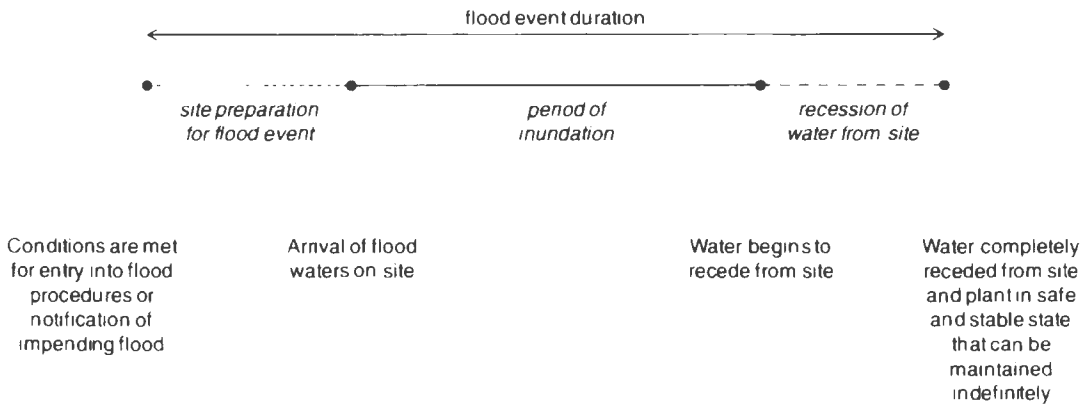 flood event duration
site preparation
for flood event
period of
inundation
recession of
water from site
Conditions are met
for entry into flood
procedures or
notification of
impending flood
Arrival of flood
waters on site
Water begins to
recede from site
Water completely
receded from site
and plant in safe
and stable state
that can be
maintained
indefinitely